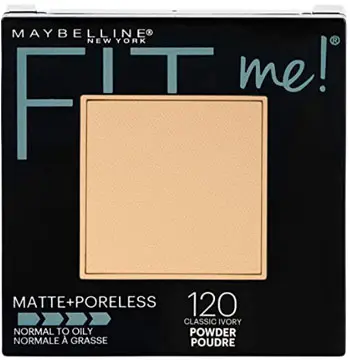 MAYBELLINE®
NEW YORK
FIT me!®
MATTE+PORELESS
NORMAL TO OILY
NORMALE À GRASSE
120
CLASSIC IVORY
POWDER
POUDRE